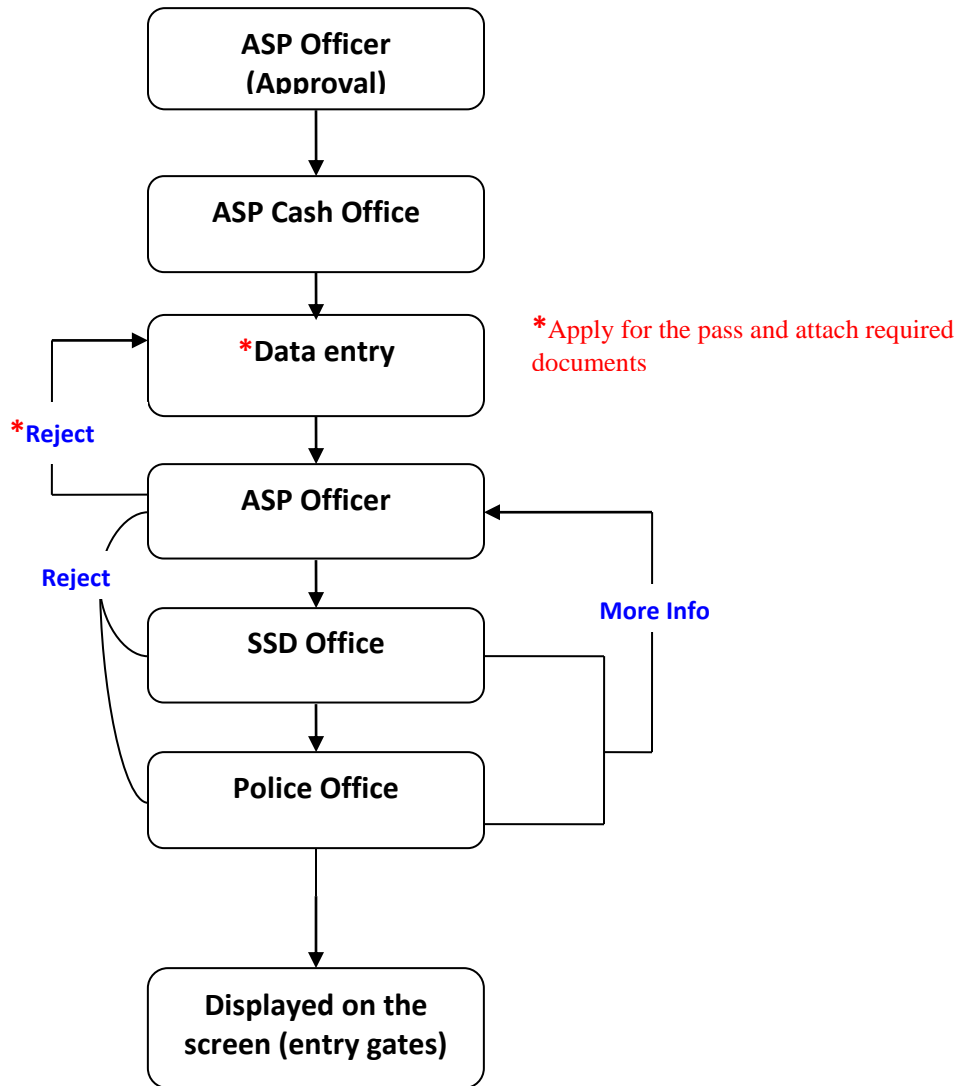 ASP Officer
(Approval)
ASP Cash Office
*Data entry
*Apply for the pass and attach required
documents
*Reject
ASP Officer
Reject
More Info
SSD Office
Police Office
Displayed on the
screen (entry gates)